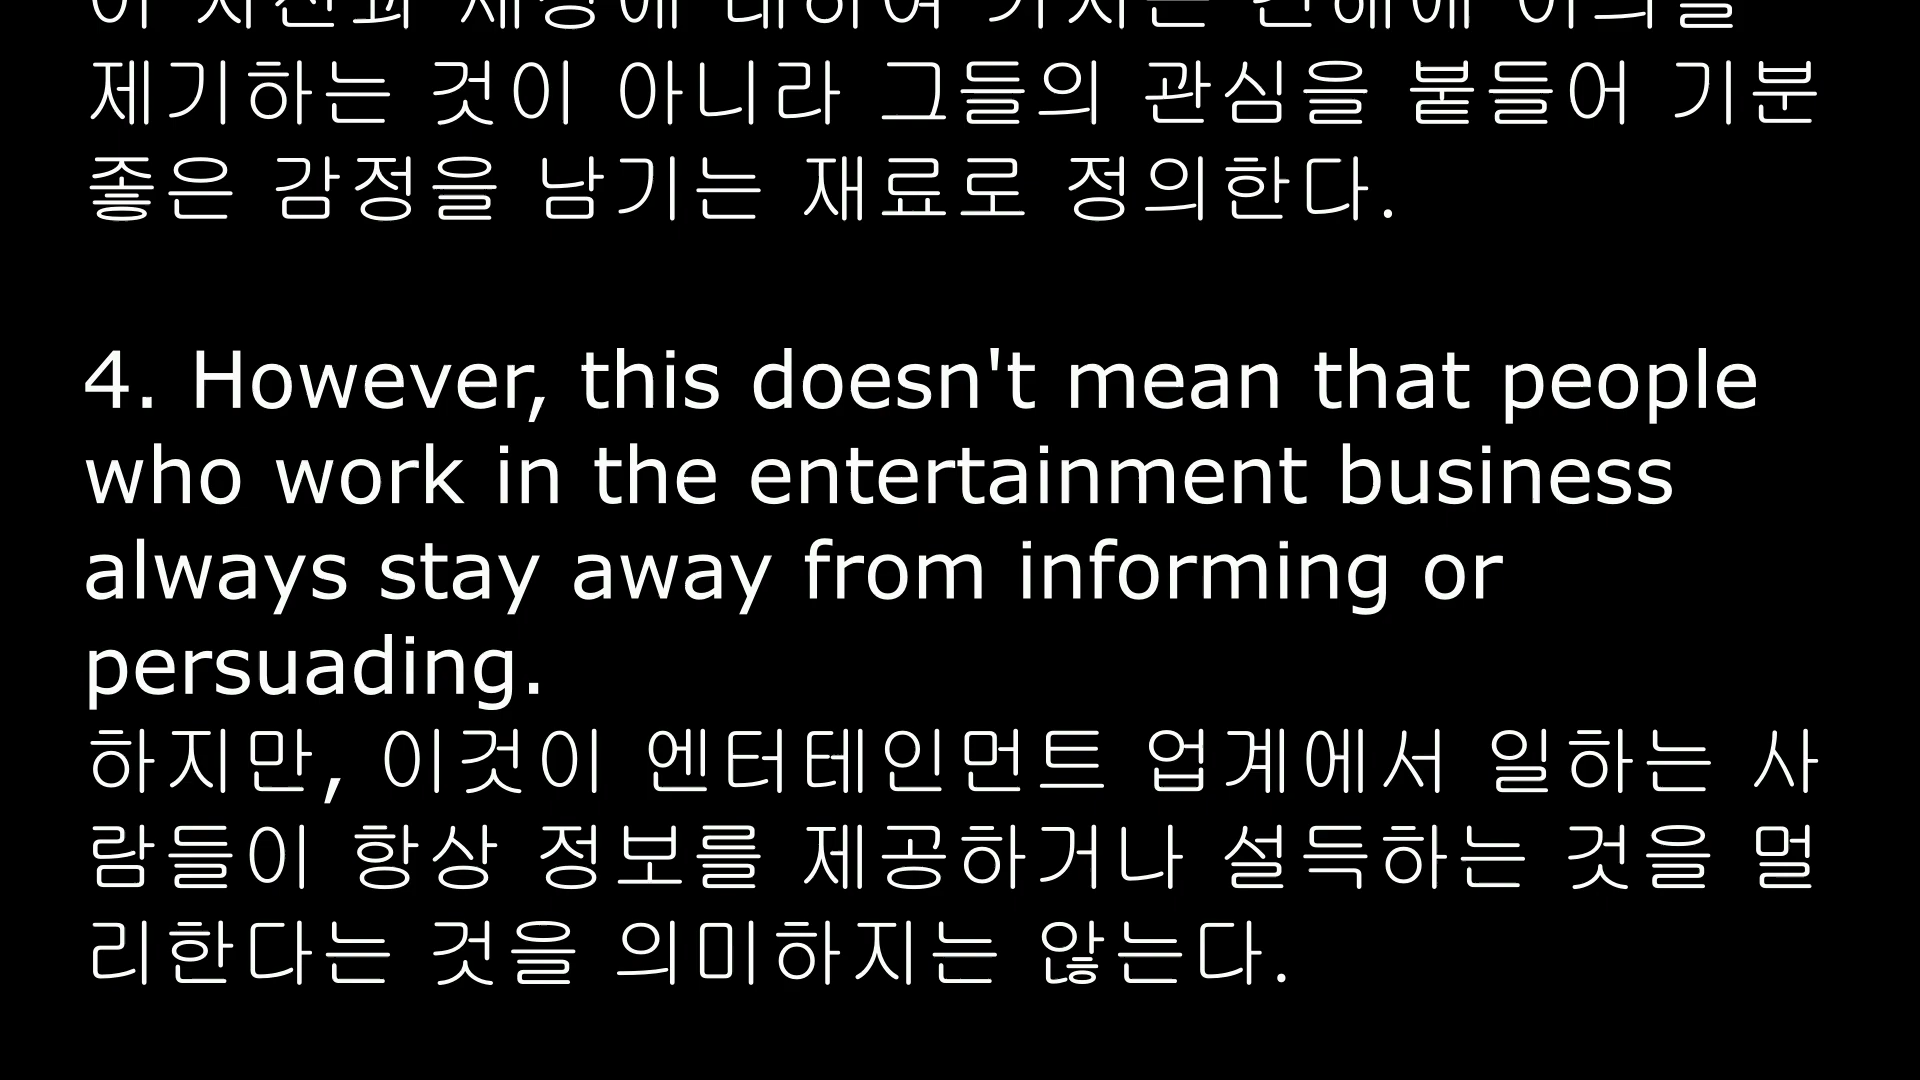 제기하는 것이 아니라 그들의 관심을 붙들어 기분
좋은 감정을 남기는 재료로 정의한다.
4. However, this doesn't mean that people
who work in the entertainment business
always stay away from informing or
persuading.
하지만, 이것이 엔터테인먼트 업계에서 일하는 사
람들이 항상 정보를 제공하거나 설득하는 것을 멀
리한다는 것을 의미하지는 않는다.